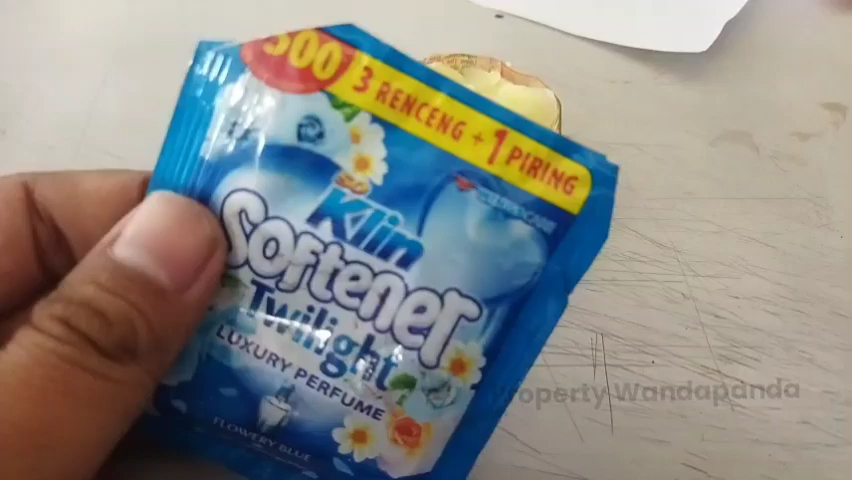 500
3 RENCENG + 1 PIRING
SO
Klin
Softener
Twilight
LUXURY PERFUME
FLOWERY BLUE
Property Wandapanda